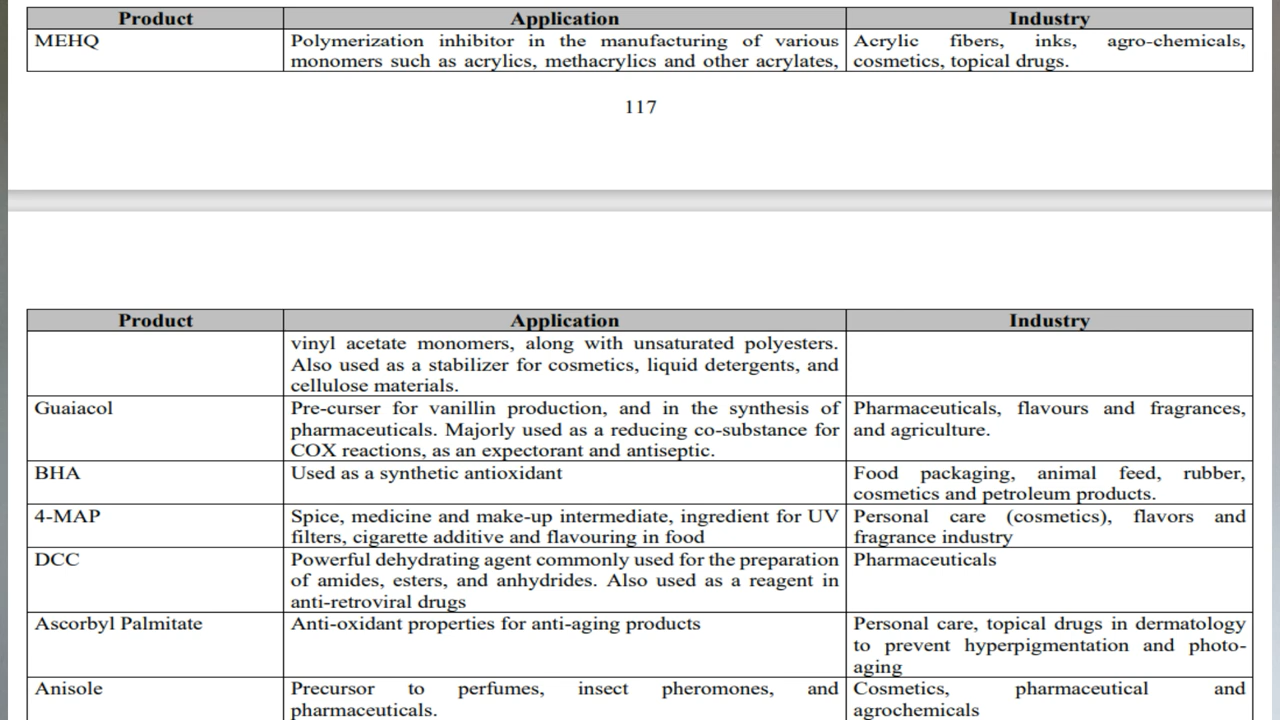 Product Application Industry
MEHQ Polymerization inhibitor in the manufacturing of various Acrylic fibers, inks, agro-chemicals,
monomers such as acrylics, methacrylics and other acrylates, cosmetics, topical drugs.
117
Product Application Industry
vinyl acetate monomers, along with unsaturated polyesters.
Also used as a stabilizer for cosmetics, liquid detergents, and
cellulose materials.
Guaiacol Pre-curser for vanillin production, and in the synthesis of Pharmaceuticals, flavours and fragrances,
pharmaceuticals. Majorly used as a reducing co-substance for and agriculture.
COX reactions, as an expectorant and antiseptic.
BHA Used as a synthetic antioxidant Food packaging, animal feed, rubber,
cosmetics and petroleum products.
4-MAP Spice, medicine and make-up intermediate, ingredient for UV Personal care (cosmetics), flavors and
filters, cigarette additive and flavouring in food fragrance industry
DCC Powerful dehydrating agent commonly used for the preparation Pharmaceuticals
of amides, esters, and anhydrides. Also used as a reagent in
anti-retroviral drugs
Ascorbyl Palmitate Anti-oxidant properties for anti-aging products Personal care, topical drugs in dermatology
to prevent hyperpigmentation and photo-
aging
Anisole Precursor to perfumes, insect pheromones, and Cosmetics, pharmaceutical and
pharmaceuticals. agrochemicals